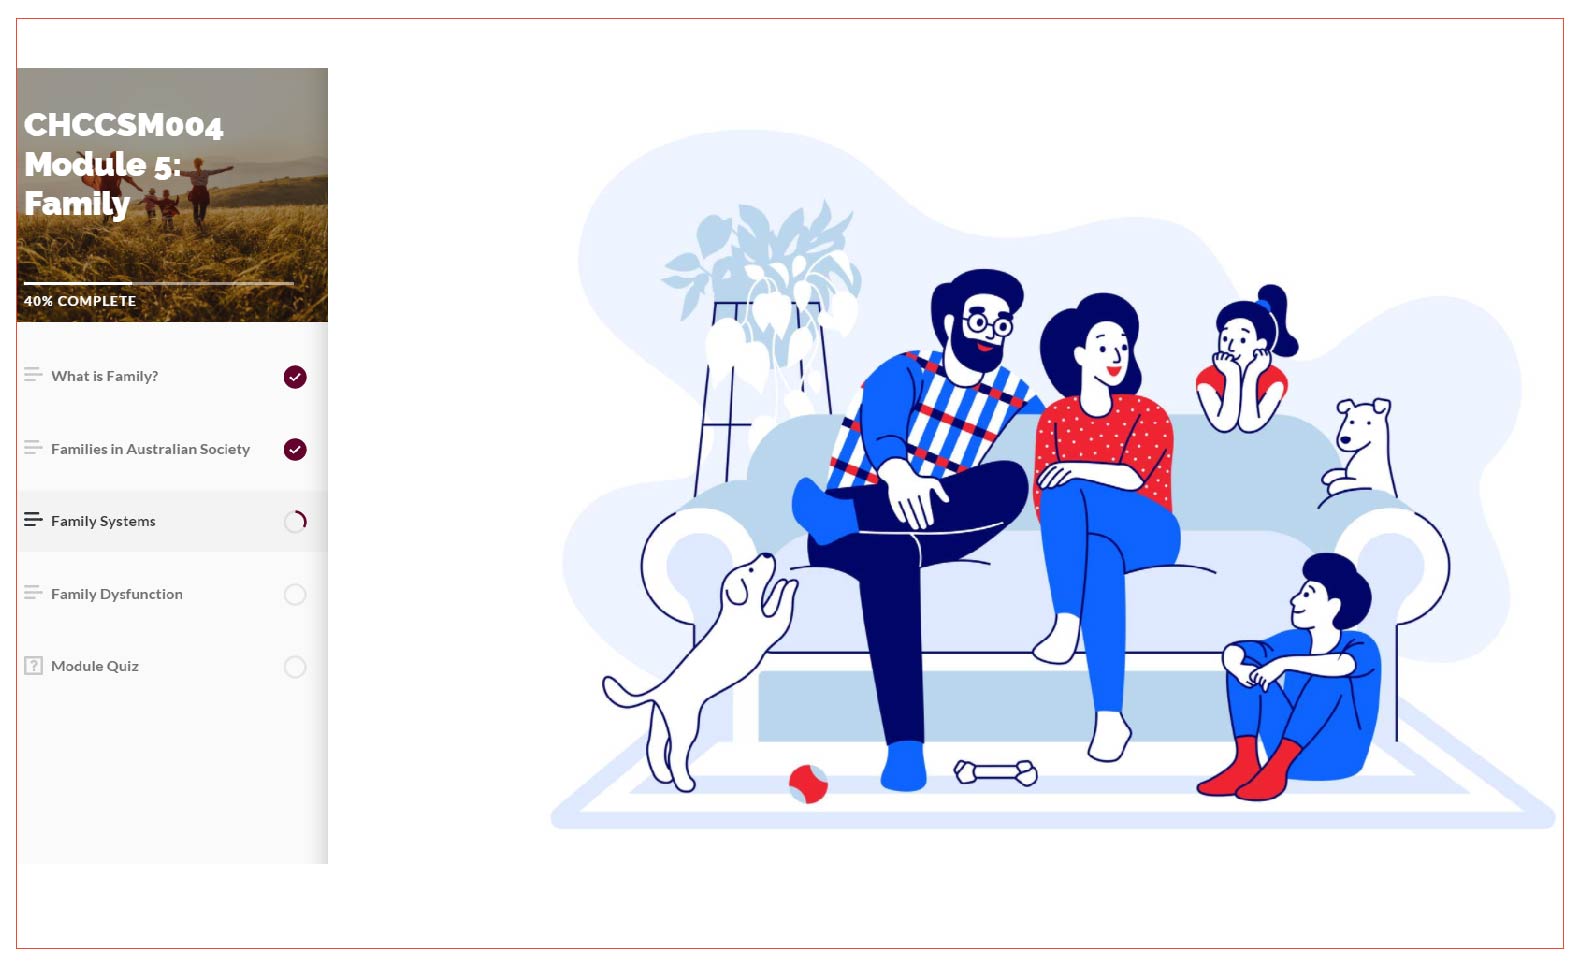 CHCCSM004
Module 5:
Family
40% COMPLETE
What is Family?
Families in Australian Society
Family Systems
Family Dysfunction
Module Quiz